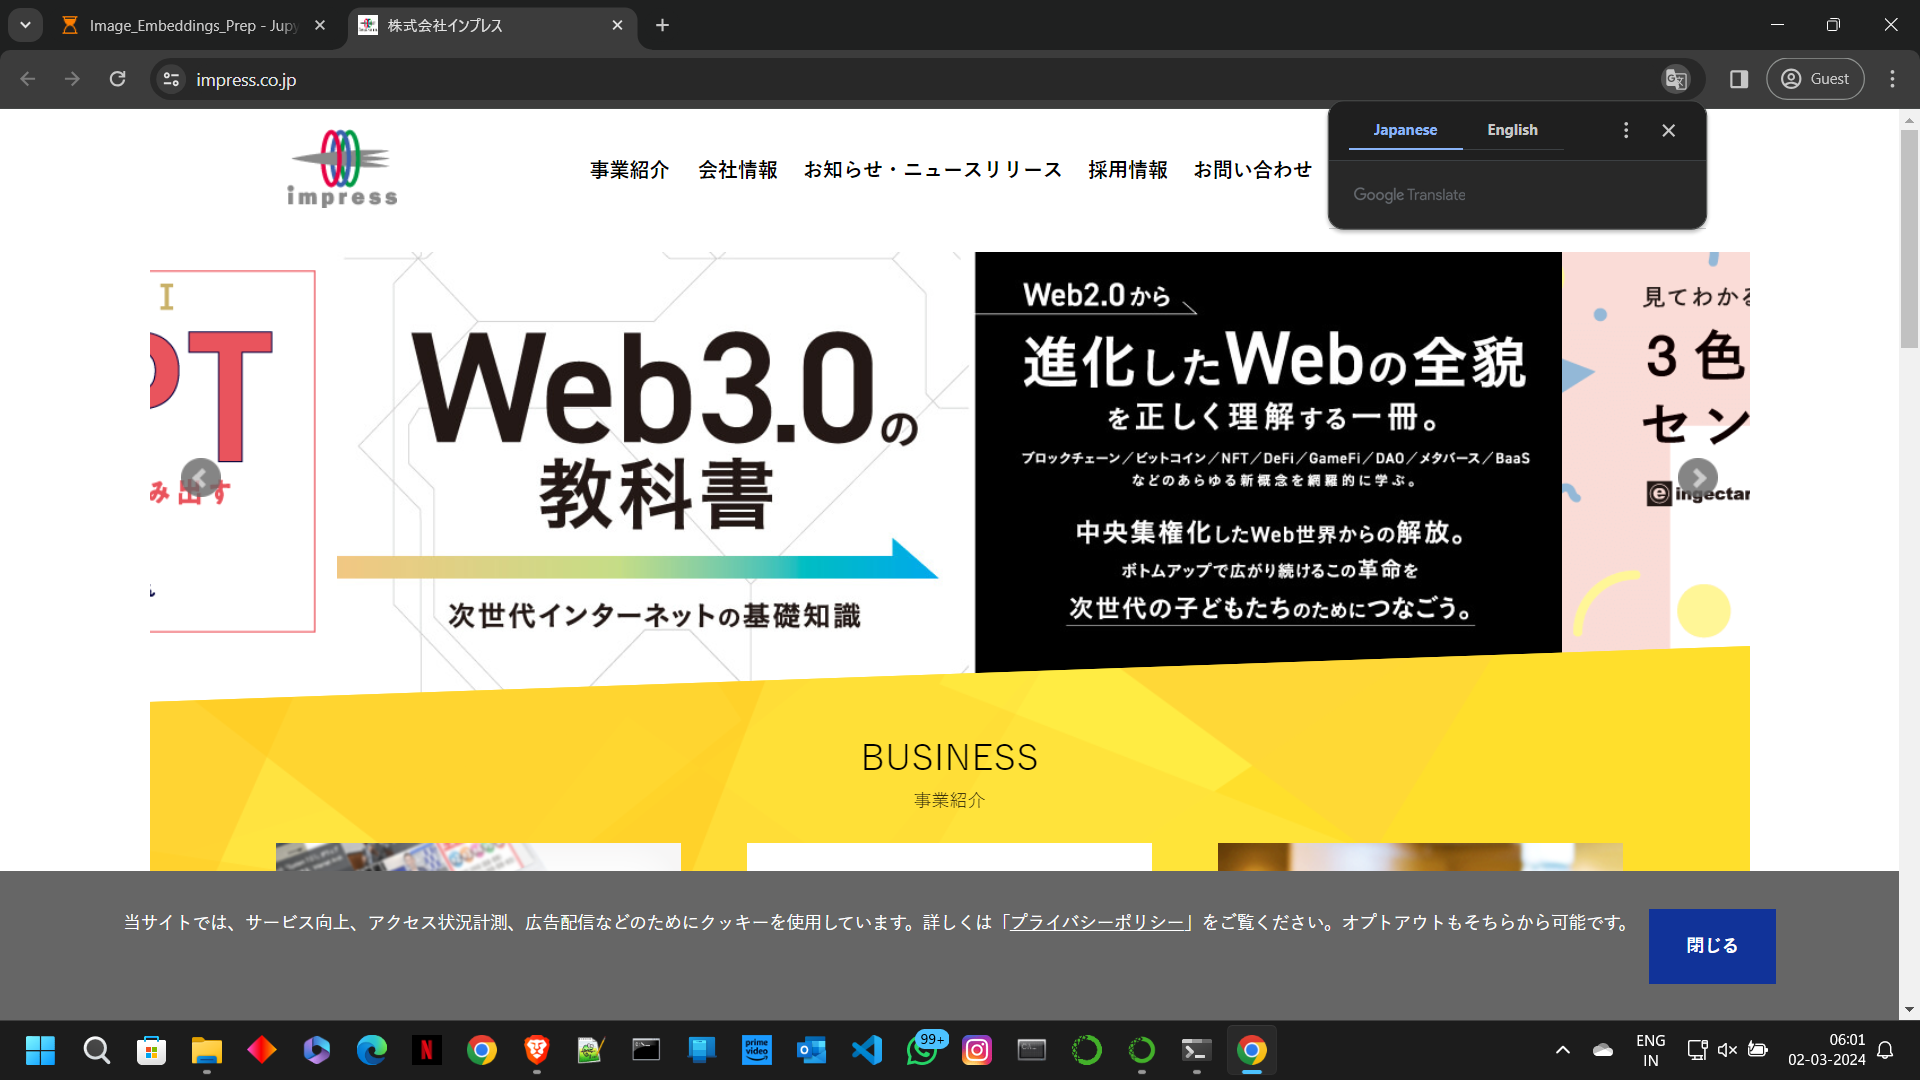 Image_Embeddings_Prep - Jupy
株式会社インプレス
impress.co.jp
Guest
Japanese
English
Google Translate
impress
事業紹介
会社情報
お知らせ・ニュースリリース
採用情報
お問い合わせ
I
PT
み出す
Web3.0の
教科書
次世代インターネットの基礎知識
Web2.0から
進化したWebの全貌
を正しく理解する一冊。
ブロックチェーン／ビットコイン／NFT／DeFi／GameFi／DAO／メタバース／BaaS
などのあらゆる新概念を網羅的に学ぶ。
中央集権化したWeb世界からの解放。
ボトムアップで広がり続けるこの革命を
次世代の子どもたちのためにつなごう。
見てわかる
3色
セン
ingectar
BUSINESS
事業紹介
当サイトでは、サービス向上、アクセス状況計測、広告配信などのためにクッキーを使用しています。詳しくは「プライバシーポリシー」をご覧ください。オプトアウトもそちらから可能です。
閉じる
prime
video
99+
ENG
IN
06:01
02-03-2024